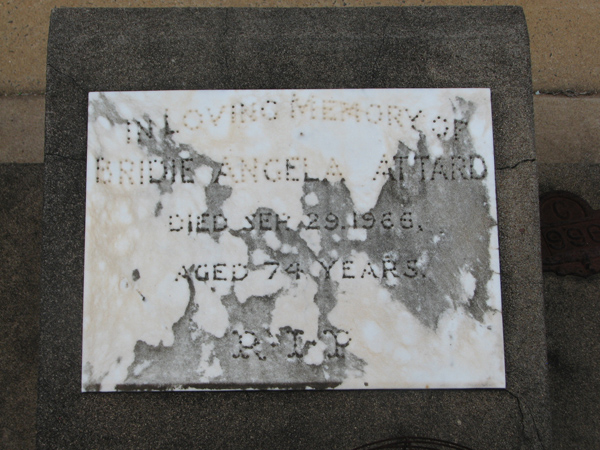 IN LOVING MEMORY OF
BRIDIE ANGELA ATTARD
DIED SEP. 29. 1966,
AGED 74 YEARS.
R·I·P